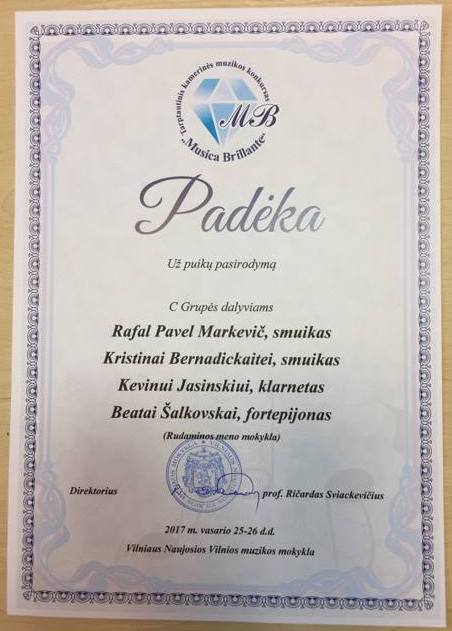 Tarptautinis kamerinės muzikos konkursas
MB
„Musica Brillante“
Padėka
Už puikų pasirodymą
C Grupės dalyviams
Rafal Pavel Markevič, smuikas
Kristinai Bernadickaitei, smuikas
Kevinui Jasinskiui, klarnetas
Beatai Šalkovskai, fortepijonas
(Rudaminos meno mokykla)
Direktorius
prof. Ričardas Sviackevičius
2017 m. vasario 25-26 d.d.
Vilniaus Naujosios Vilnios muzikos mokykla